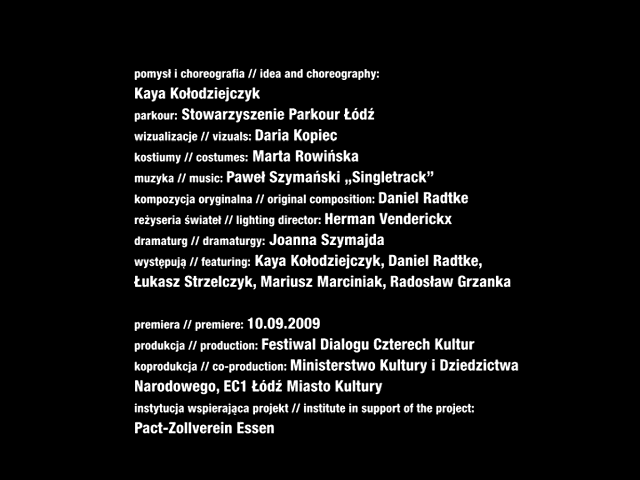 pomysł i choreografia // idea and choreography:
Kaya Kołodziejczyk
parkour: Stowarzyszenie Parkour Łódź
wizualizacje // vizuals: Daria Kopiec
kostiumy // costumes: Marta Rowińska
muzyka // music: Paweł Szymański „Singletrack”
kompozycja oryginalna // original composition: Daniel Radtke
reżyseria świateł // lighting director: Herman Venderickx
dramaturg // dramaturgy: Joanna Szymajda
występują // featuring: Kaya Kołodziejczyk, Daniel Radtke,
Łukasz Strzelczyk, Mariusz Marciniak, Radosław Grzanka
premiera // premiere: 10.09.2009
produkcja // production: Festiwal Dialogu Czterech Kultur
koprodukcja // co-production: Ministerstwo Kultury i Dziedzictwa
Narodowego, EC1 Łódź Miasto Kultury
instytucja wspierająca projekt // institute in support of the project:
Pact-Zollverein Essen